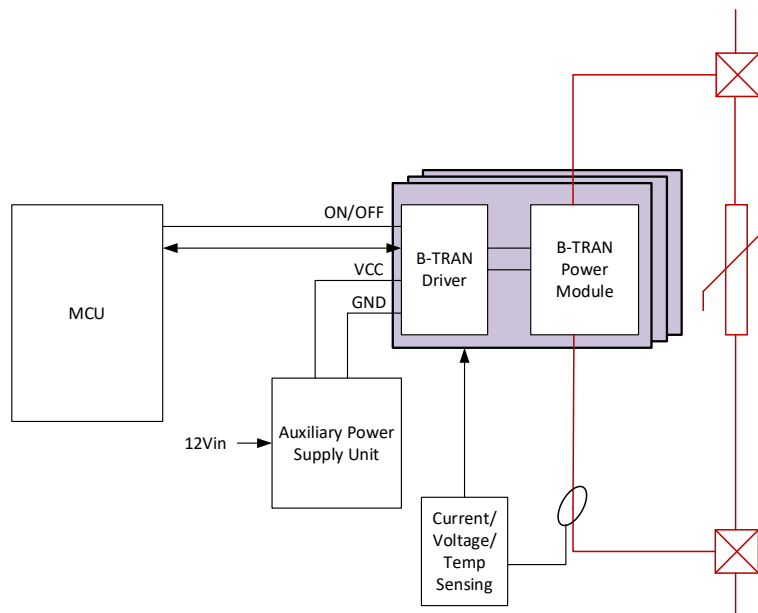 ON/OFF
B-TRAN
Driver
B-TRAN
Power
Module
VCC
GND
MCU
12Vin
Auxiliary Power
Supply Unit
Current/
Voltage/
Temp
Sensing